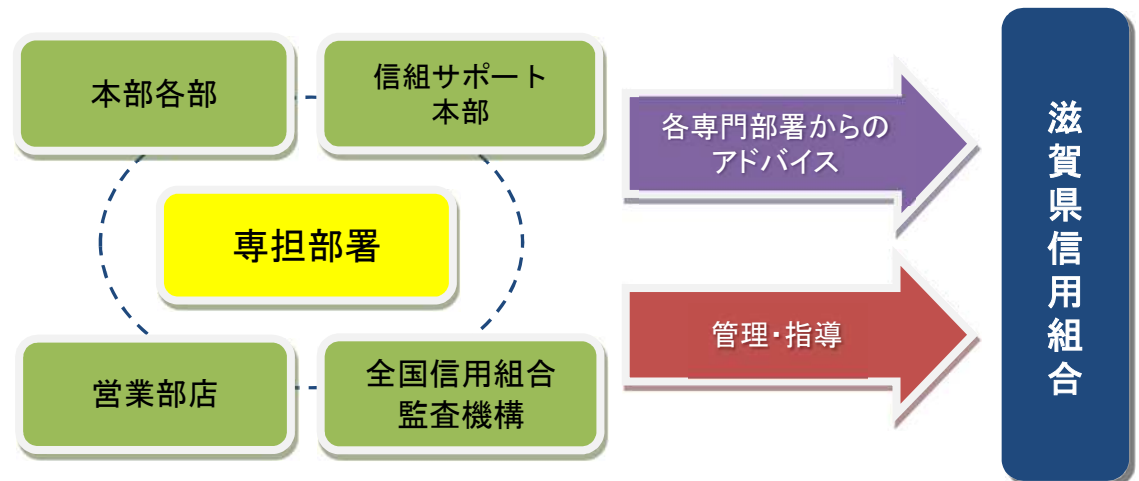 本部各部
信組サポート
本部
専担部署
営業部店
全国信用組合
監査機構
各専門部署からの
アドバイス
管理・指導
滋賀県信用組合